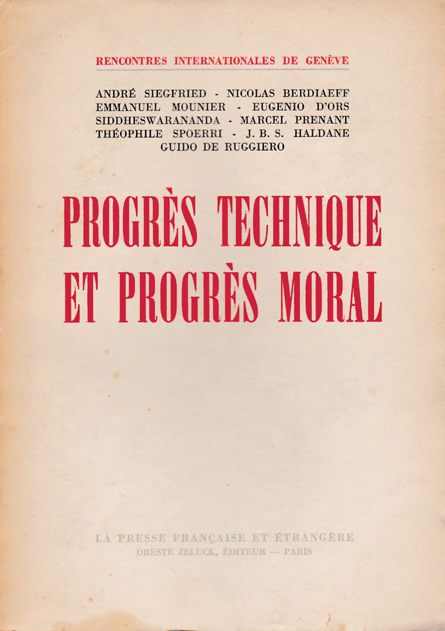 RENCONTRES INTERNATIONALES DE GENÈVE
ANDRÉ SIEGFRIED - NICOLAS BERDIAEFF
EMMANUEL MOUNIER - EUGENIO D'ORS
SIDDHESWARANANDA - MARCEL PRENANT
THÉOPHILE SPOERRI - J. B. S. HALDANE
GUIDO DE RUGGIERO
PROGRÈS TECHNIQUE
ET PROGRÈS MORAL
LA PRESSE FRANÇAISE ET ÉTRANGÈRE
ORESTE ZELUCK, ÉDITEUR — PARIS